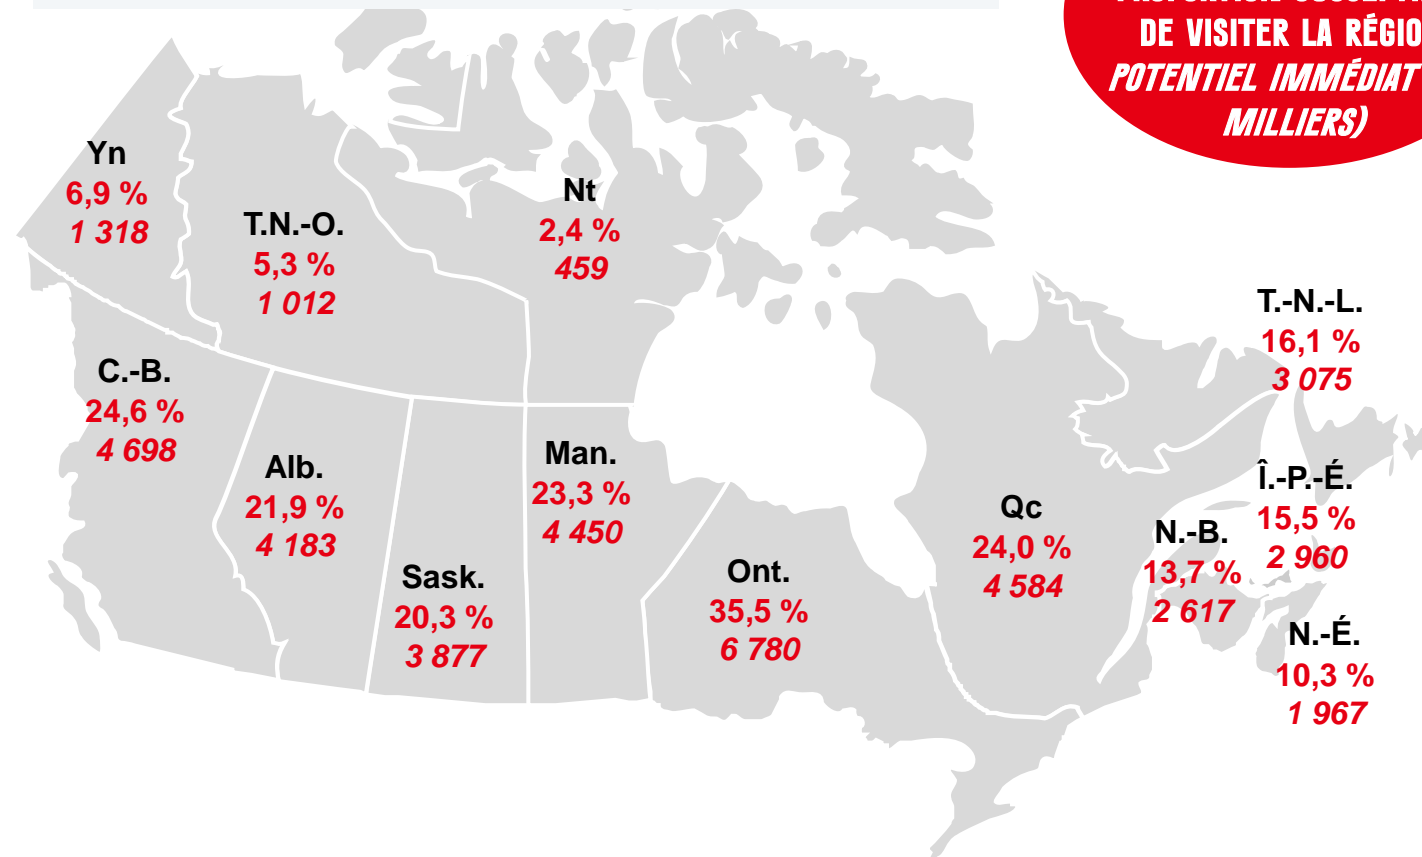 DE VISITER LA
POTENTIEL IMMÉDIAT
MILLIERS)
Yn
6,9 %
1 318
T.N.-O.
5,3 %
1 012
Nt
2,4 %
459
T.-N.-L.
16,1 %
3 075
C.-B.
24,6 %
4 698
Alb.
21,9 %
4 183
Sask.
20,3 %
3 877
Man.
23,3 %
4 450
Ont.
35,5 %
6 780
Qc
24,0 %
4 584
N.-B.
13,7 %
2 617
Î.-P.-É.
15,5 %
2 960
N.-É.
10,3 %
1 967